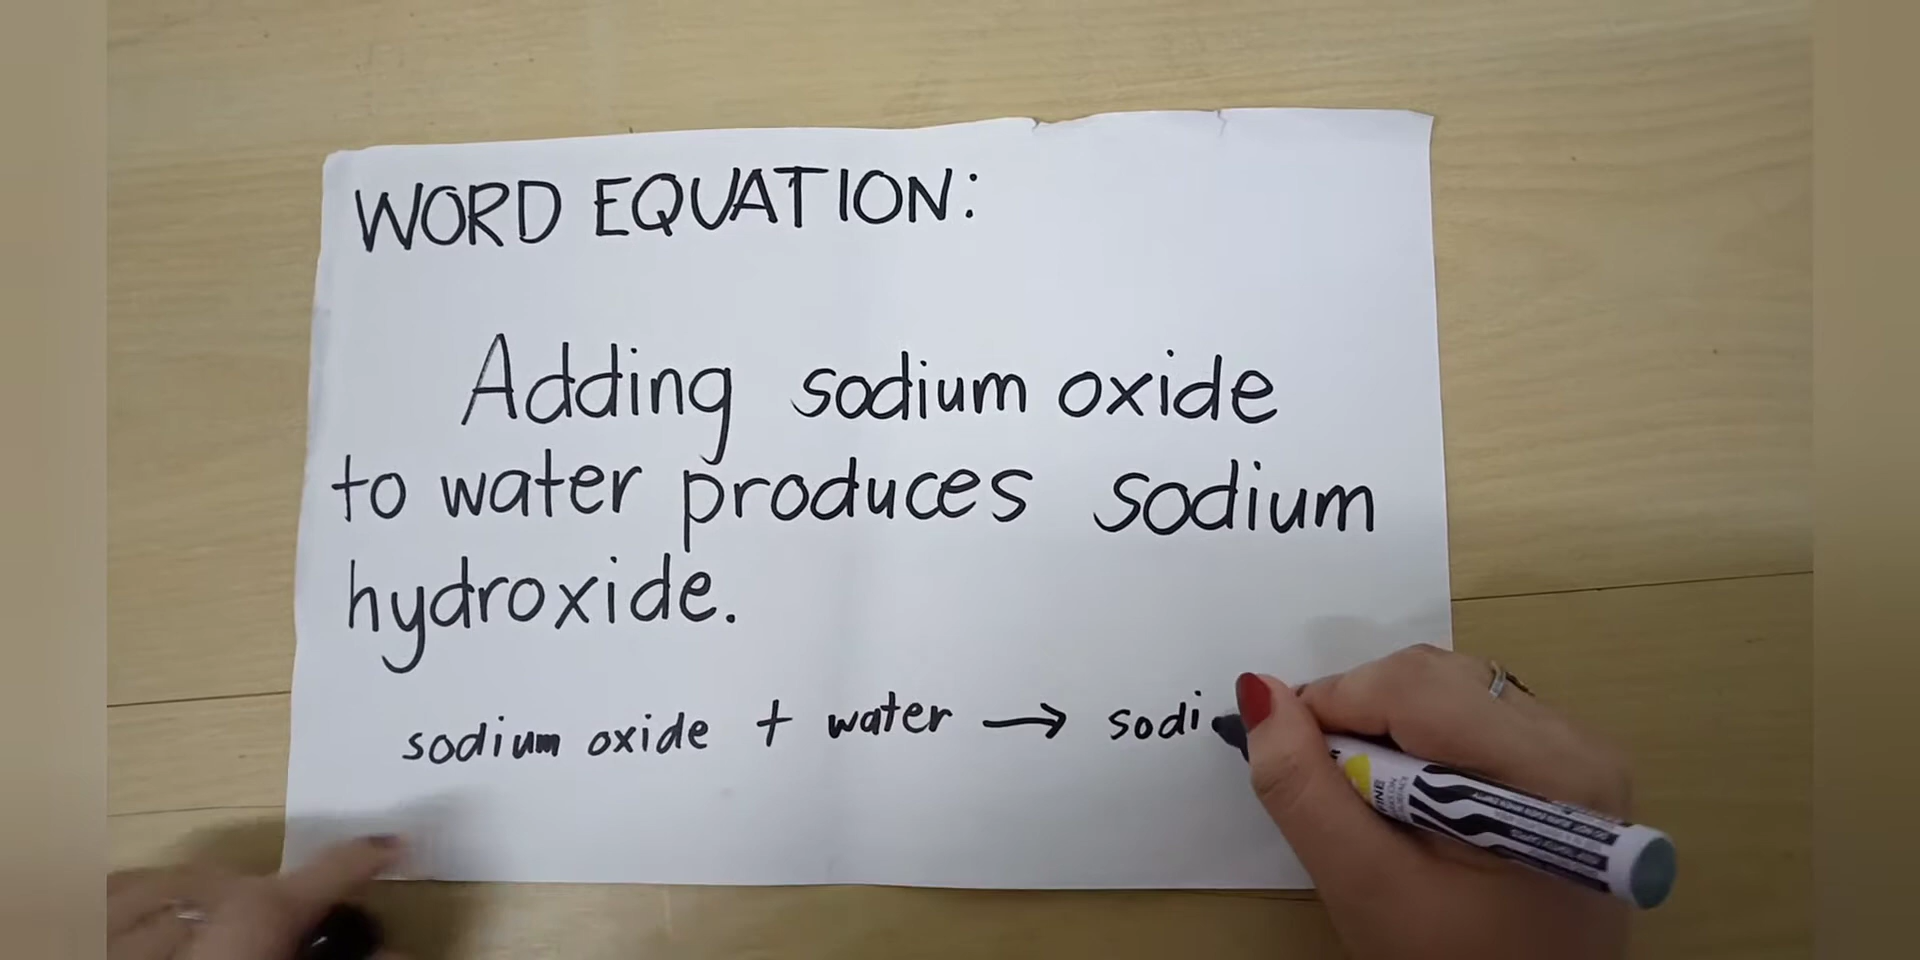 WORD EQUATION:
Adding sodium oxide
to water produces sodium
hydroxide.
sodium oxide + water → sodi